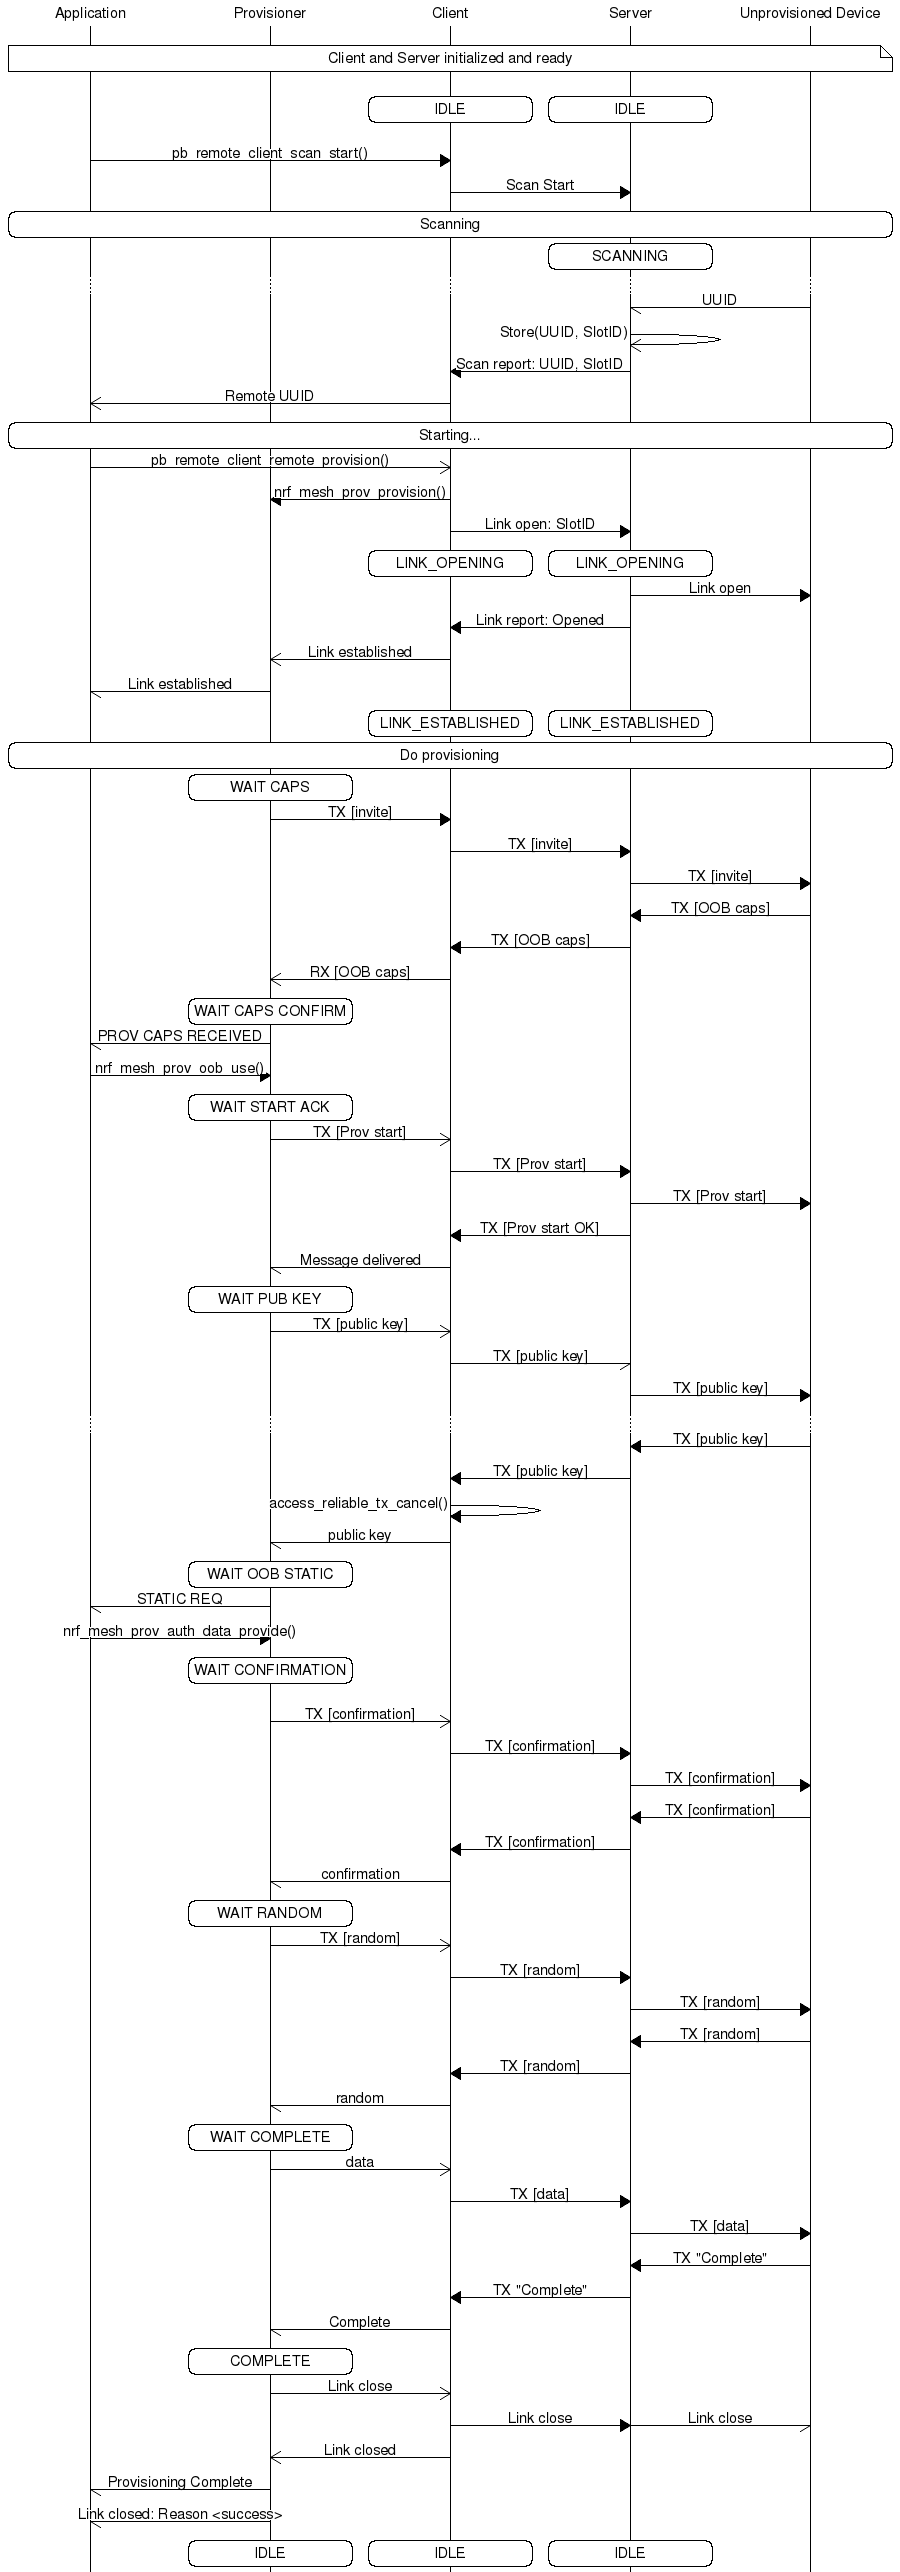 Application
Provisioner
Client
Server
Unprovisioned Device
Client and Server initialized and ready
IDLE
IDLE
pb_remote_client_scan_start()
Scan Start
Scanning
SCANNING
UUID
Store(UUID, SlotID)
Scan report: UUID, SlotID
Remote UUID
Starting...
pb_remote_client_remote_provision()
nrf_mesh_prov_provision()
Link open: SlotID
LINK_OPENING
LINK_OPENING
Link open
Link report: Opened
Link established
Link established
LINK_ESTABLISHED
LINK_ESTABLISHED
Do provisioning
WAIT CAPS
TX [invite]
TX [invite]
TX [invite]
TX [OOB caps]
TX [OOB caps]
RX [OOB caps]
WAIT CAPS CONFIRM
PROV CAPS RECEIVED
nrf_mesh_prov_oob_use()
WAIT START ACK
TX [Prov start]
TX [Prov start]
TX [Prov start]
TX [Prov start OK]
Message delivered
WAIT PUB KEY
TX [public key]
TX [public key]
TX [public key]
TX [public key]
TX [public key]
access_reliable_tx_cancel()
public key
WAIT OOB STATIC
STATIC REQ
nrf_mesh_prov_auth_data_provide()
WAIT CONFIRMATION
TX [confirmation]
TX [confirmation]
TX [confirmation]
TX [confirmation]
TX [confirmation]
confirmation
WAIT RANDOM
TX [random]
TX [random]
TX [random]
TX [random]
TX [random]
random
WAIT COMPLETE
data
TX [data]
TX [data]
TX "Complete"
TX "Complete"
Complete
COMPLETE
Link close
Link close
Link close
Link closed
Provisioning Complete
Link closed: Reason <success>
IDLE
IDLE
IDLE